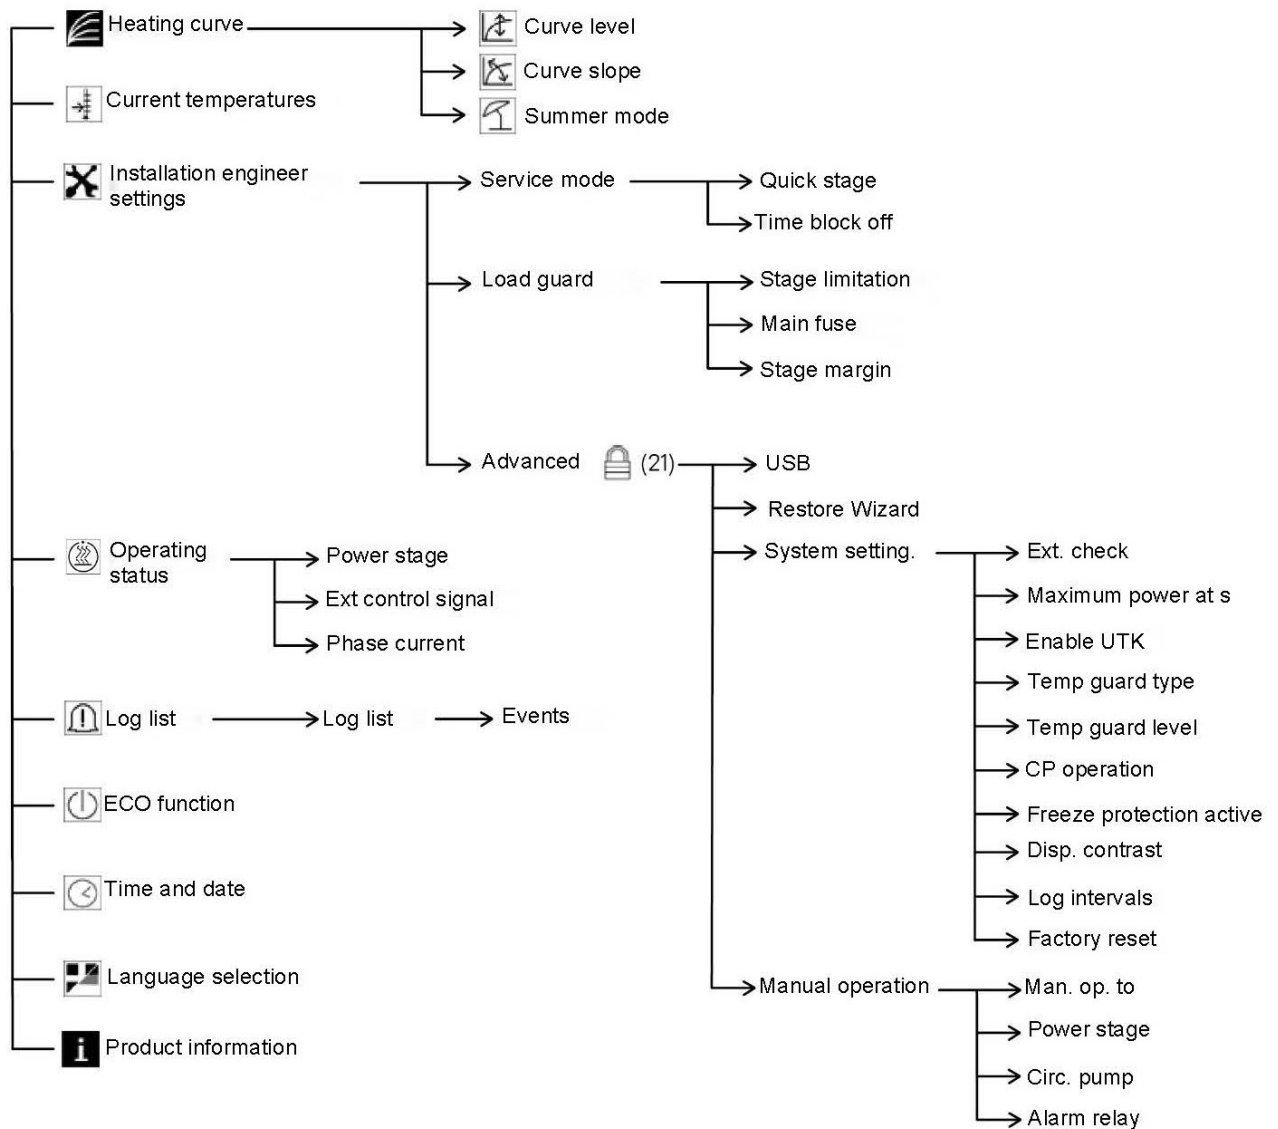 Heating curve
Curve level
Curve slope
Summer mode
Current temperatures
Installation engineer
settings
Service mode
Quick stage
Time block off
Load guard
Stage limitation
Main fuse
Stage margin
Advanced (21)
USB
Restore Wizard
System setting.
Ext. check
Maximum power at s
Enable UTK
Temp guard type
Temp guard level
CP operation
Freeze protection active
Disp. contrast
Log intervals
Factory reset
Manual operation
Man. op. to
Power stage
Circ. pump
Alarm relay
Operating
status
Power stage
Ext control signal
Phase current
Log list
Log list
Events
ECO function
Time and date
Language selection
i Product information